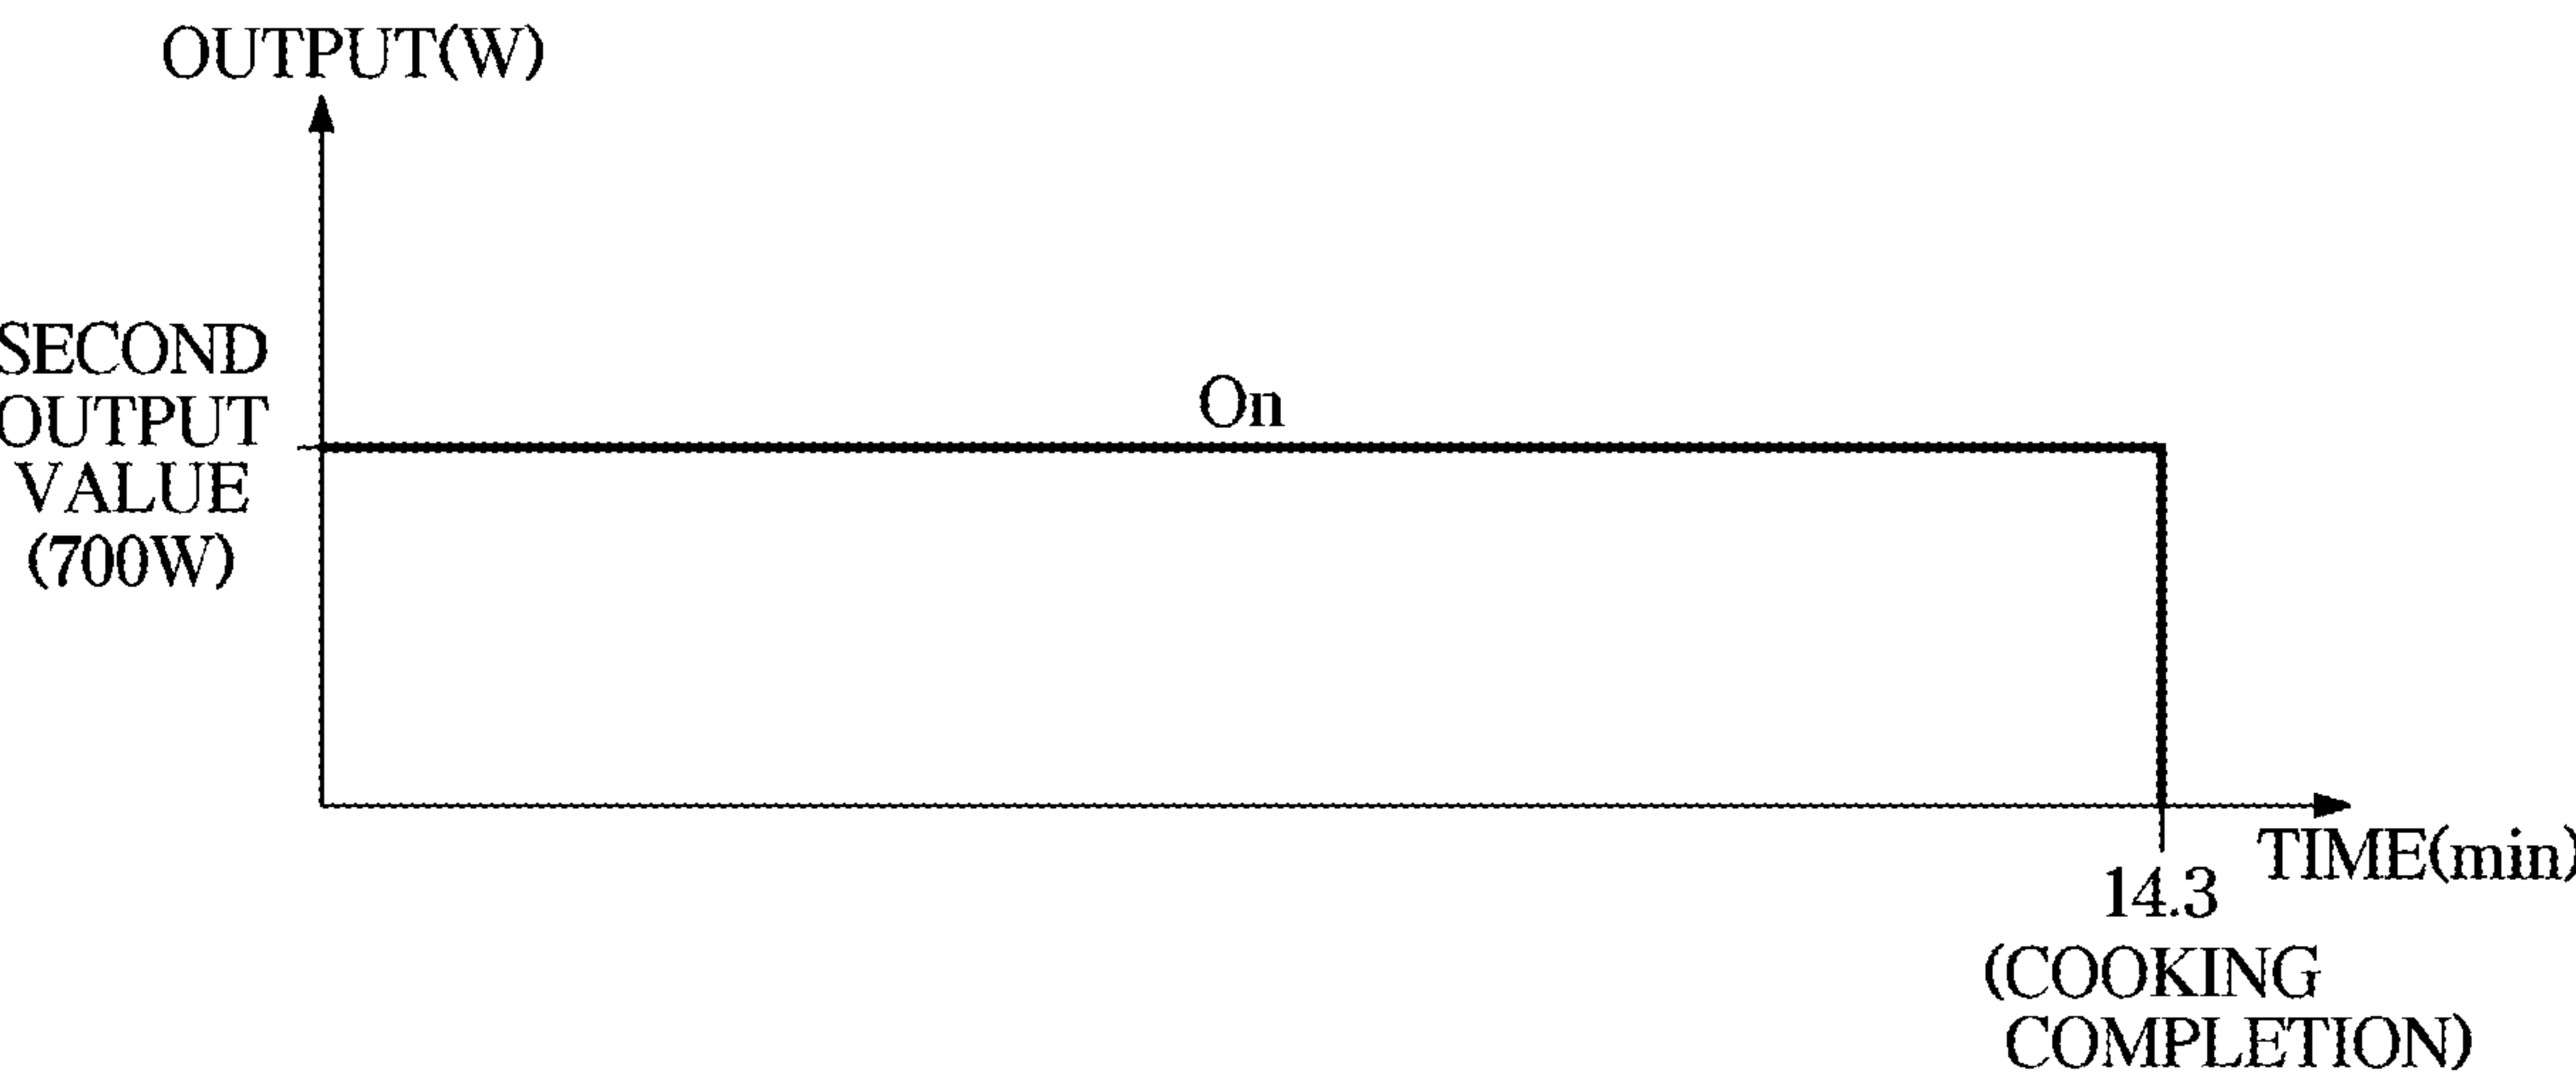 OUTPUT(W)
SECOND
OUTPUT
VALUE
(700W)
On
TIME(min)
14.3
(COOKING
COMPLETION)